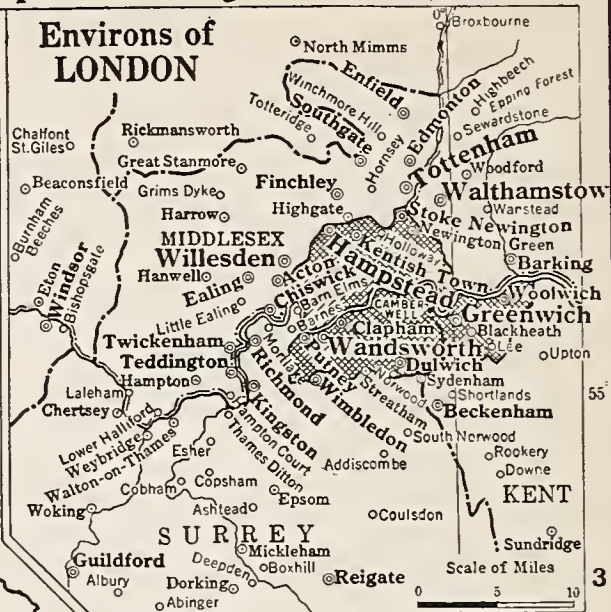 Environs of
LONDON
0°
Broxbourne
North Mimms
Enfield
Winchmore Hill
Totteridge
Southgate
Hornsey
Edmonton
Highbeech
Epping Forest
Sewardstone
Chalfont
St.Giles
Rickmansworth
Great Stanmore
Tottenham
Woodford
Beaconsfield
Grims Dyke
Finchley
Walthamstow
Harrow
Highgate
Stoke Newington
Warstead
Burnham
Beeches
MIDDLESEX
Holloway
Newington Green
Willesden
Kentish Town
Hampstead
Barking
Eton
Windsor
Bishopsgate
Hanwell
Acton
Ealing
Chiswick
Woolwich
Barn Elms
CAMBER
WELL
Greenwich
Little Ealing
Barnes
Clapham
Blackheath
Twickenham
Mortlake
Wandsworth
Lee
Upton
Teddington
Richmond
Putney
Dulwich
Hampton
Streatham
Norwood
Sydenham
Shortlands
55'
Laleham
Chertsey
Kingston
Wimbledon
Beckenham
Lower Halliford
Weybridge
Walton-on-Thames
Hampton Court
Thames Ditton
South Norwood
Esher
Addiscombe
Rookery
Downe
Cobham
Copsham
Epsom
KENT
Woking
Ashtead
Coulsdon
SURREY
Sundridge
Mickleham
Scale of Miles
Guildford
Deepden
Boxhill
Albury
Dorking
Reigate
3
0 5 10
Abinger